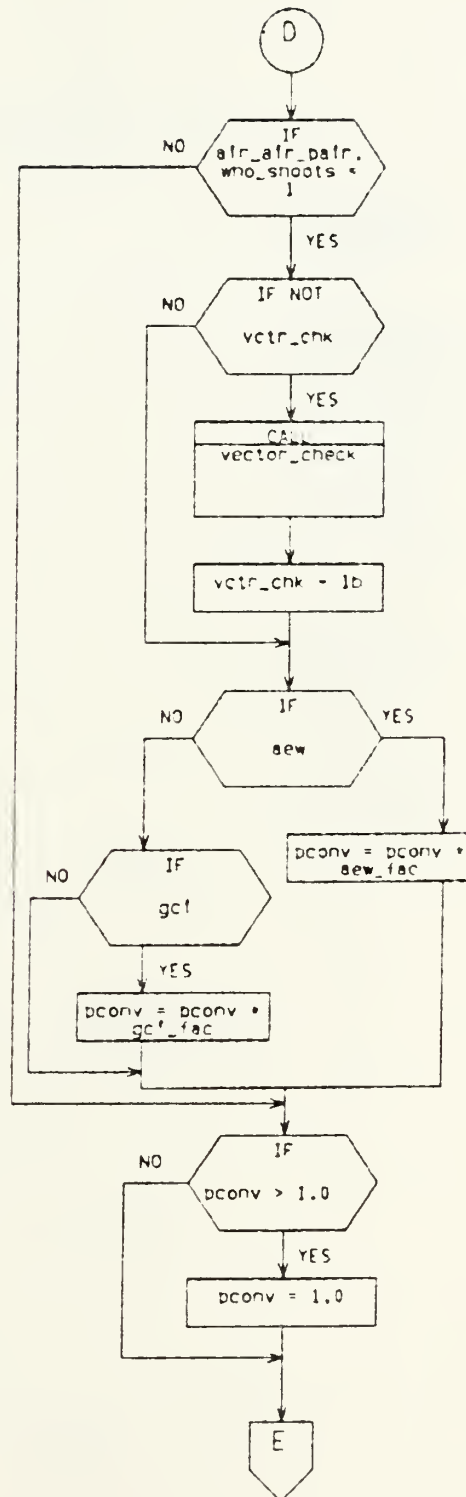 D
IF
air_air_pair.
who_shoots =
1
NO
YES
IF NOT
vctr_chk
NO
YES
CALL
vector_check
vctr_chk = 1b
IF
aew
NO
YES
pconv = pconv *
aew_fac
IF
gci
NO
YES
pconv = pconv *
gci_fac
IF
pconv > 1.0
NO
YES
pconv = 1.0
E